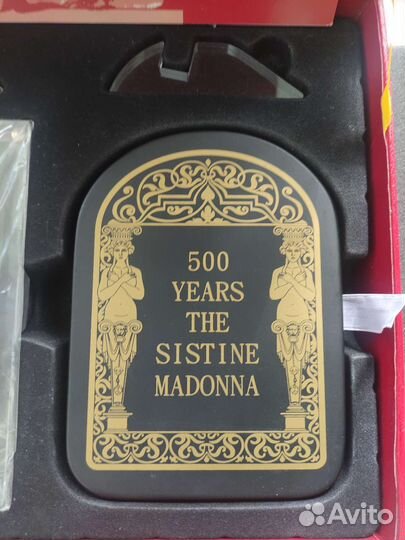 500
YEARS
THE
SISTINE
MADONNA
Avito